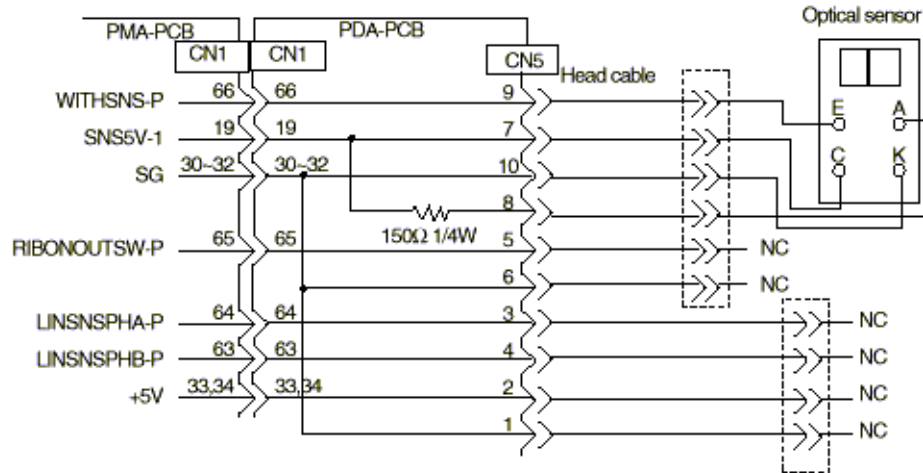 Optical sensor
PMA-PCB PDA-PCB
CN1 CN1 CN5
Head cable
WITHSNS-P 66 66 9 E A
SNS5V-1 19 19 7
SG 30~32 30~32 10 C K
8
150Ω 1/4W
RIBONOUTSW-P 65 65 5 NC
6 NC
LINSNSPHA-P 64 64 3 NC
LINSNSPHB-P 63 63 4 NC
+5V 33,34 33,34 2 NC
1 NC